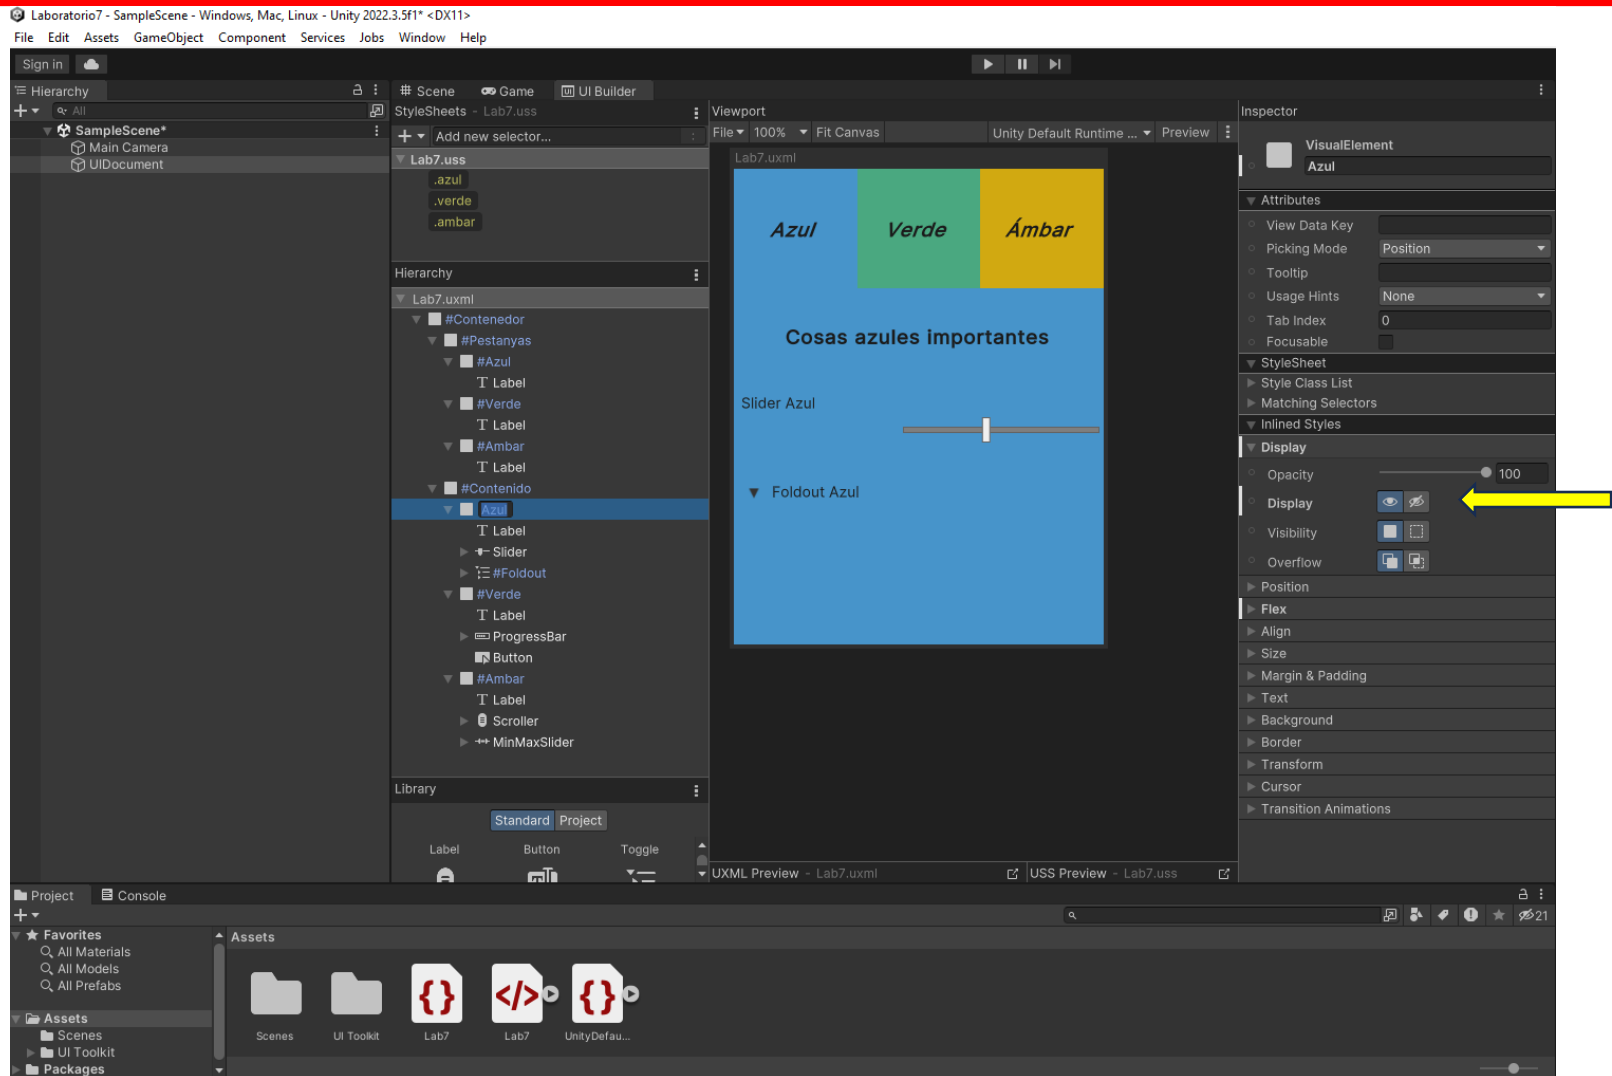 Laboratorio7 - SampleScene - Windows, Mac, Linux - Unity 2022.3.5f1* <DX11>
File Edit Assets GameObject Component Services Jobs Window Help
Sign in
Hierarchy
All
SampleScene*
Main Camera
UIDocument
Scene Game UI Builder
StyleSheets - Lab7.uss
Add new selector...
Lab7.uss
.azul
.verde
.ambar
Hierarchy
Lab7.uxml
#Contenedor
#Pestanyas
#Azul
T Label
#Verde
T Label
#Ambar
T Label
#Contenido
Azul
T Label
Slider
#Foldout
#Verde
T Label
ProgressBar
Button
#Ambar
T Label
Scroller
MinMaxSlider
Library
Standard Project
Label Button Toggle
Viewport
File 100% Fit Canvas Unity Default Runtime ... Preview
Lab7.uxml
Azul Verde Ámbar
Cosas azules importantes
Slider Azul
Foldout Azul
UXML Preview - Lab7.uxml USS Preview - Lab7.uss
Inspector
VisualElement
Azul
Attributes
View Data Key
Picking Mode Position
Tooltip
Usage Hints None
Tab Index 0
Focusable
StyleSheet
Style Class List
Matching Selectors
Inlined Styles
Display
Opacity 100
Display
Visibility
Overflow
Position
Flex
Align
Size
Margin & Padding
Text
Background
Border
Transform
Cursor
Transition Animations
Project Console
21
Favorites
All Materials
All Models
All Prefabs
Assets
Scenes
UI Toolkit
Packages
Assets
Scenes UI Toolkit Lab7 Lab7 UnityDefau...